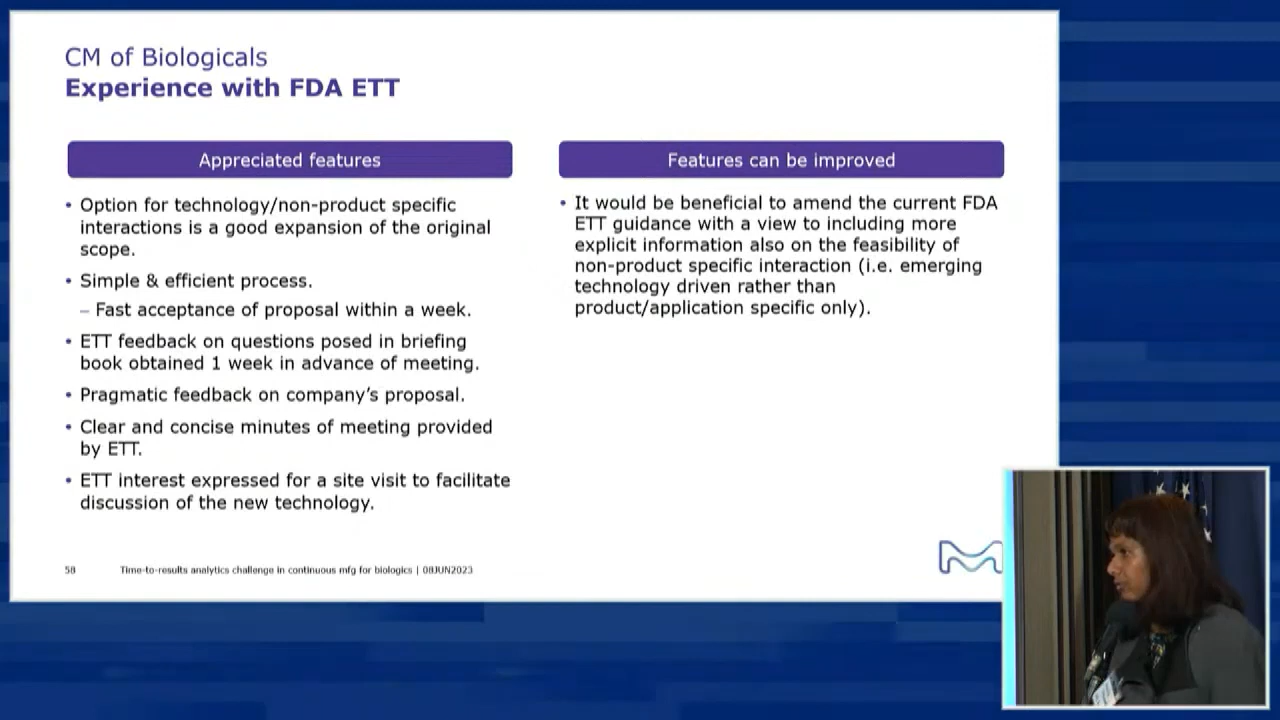 CM of Biologicals
Experience with FDA ETT
Appreciated features
• Option for technology/non-product specific
interactions is a good expansion of the original
scope.
• Simple & efficient process.
– Fast acceptance of proposal within a week.
• ETT feedback on questions posed in briefing
book obtained 1 week in advance of meeting.
• Pragmatic feedback on company’s proposal.
• Clear and concise minutes of meeting provided
by ETT.
• ETT interest expressed for a site visit to facilitate
discussion of the new technology.
Features can be improved
• It would be beneficial to amend the current FDA
ETT guidance with a view to including more
explicit information also on the feasibility of
non-product specific interaction (i.e. emerging
technology driven rather than
product/application specific only).
58 Time-to-results analytics challenge in continuous mfg for biologics | 08JUN2023